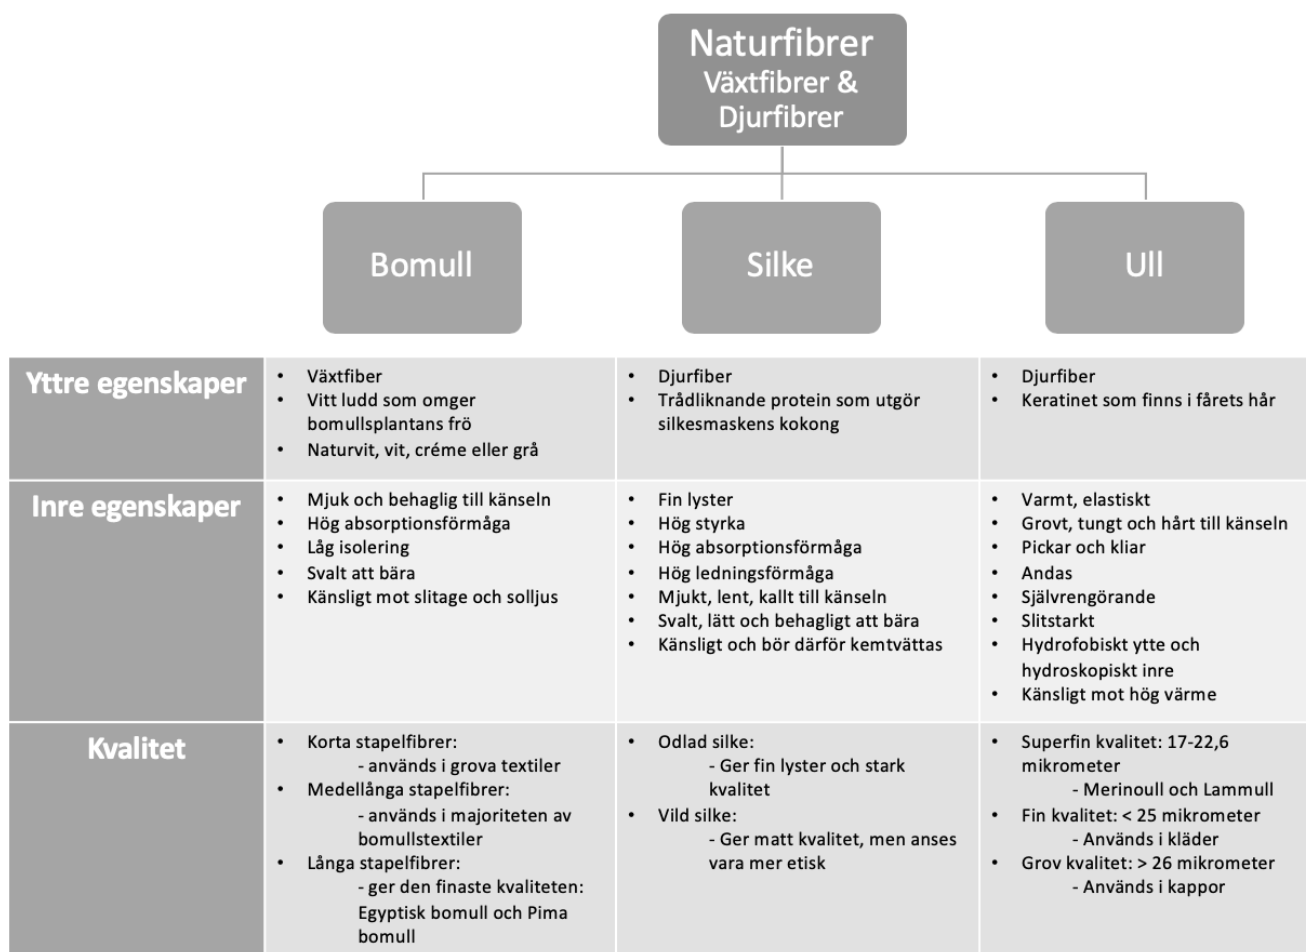 Naturfibrer
Växtfibrer &
Djurfibrer
Bomull
Silke
Ull
Yttre egenskaper
• Växtfiber
• Vitt ludd som omger
bomullsplantans frö
• Naturvit, vit, créme eller grå
• Djurfiber
• Trådliknande protein som utgör
silkesmaskens kokong
• Djurfiber
• Keratinet som finns i fårets hår
Inre egenskaper
• Mjuk och behaglig till känseln
• Hög absorptionsförmåga
• Låg isolering
• Svalt att bära
• Känsligt mot slitage och solljus
• Fin lyster
• Hög styrka
• Hög absorptionsförmåga
• Hög ledningsförmåga
• Mjukt, lent, kallt till känseln
• Svalt, lätt och behagligt att bära
• Känsligt och bör därför kemtvättas
• Varmt, elastiskt
• Grovt, tungt och hårt till känseln
• Pickar och kliar
• Andas
• Självrengörande
• Slitstarkt
• Hydrofobiskt ytte och
hydroskopiskt inre
• Känsligt mot hög värme
Kvalitet
• Korta stapelfibrer:
- används i grova textiler
• Medellånga stapelfibrer:
- används i majoriteten av
bomullstextiler
• Långa stapelfibrer:
- ger den finaste kvaliteten:
Egyptisk bomull och Pima
bomull
• Odlad silke:
- Ger fin lyster och stark
kvalitet
• Vild silke:
- Ger matt kvalitet, men anses
vara mer etisk
• Superfin kvalitet: 17-22,6
mikrometer
- Merinoull och Lammull
• Fin kvalitet: < 25 mikrometer
- Används i kläder
• Grov kvalitet: > 26 mikrometer
- Används i kappor